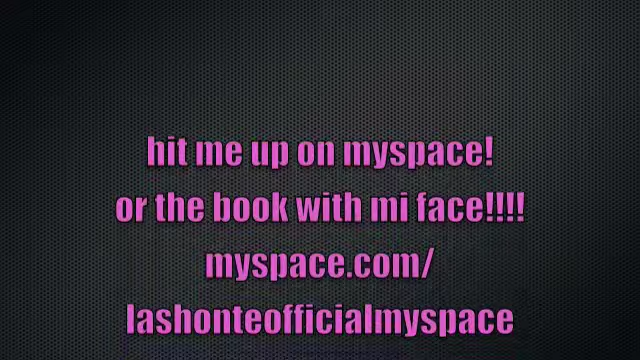 hit me up on myspace!
or the book with mi face!!!!
myspace.com/
lashonteofficialmyspace